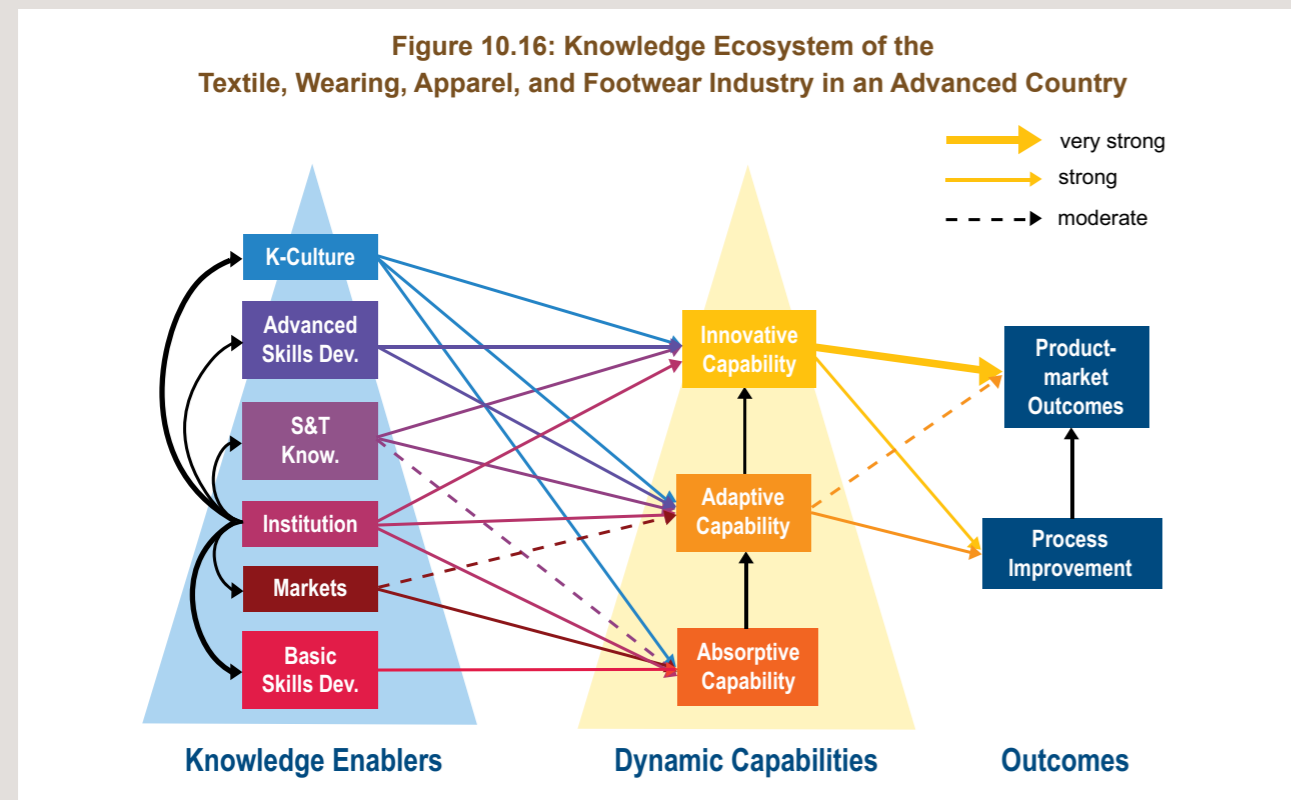 Figure 10.16: Knowledge Ecosystem of the
Textile, Wearing, Apparel, and Footwear Industry in an Advanced Country
very strong
strong
moderate
K-Culture
Advanced
Skills Dev.
S&T
Know.
Institution
Markets
Basic
Skills Dev.
Innovative
Capability
Adaptive
Capability
Absorptive
Capability
Product-
market
Outcomes
Process
Improvement
Knowledge Enablers
Dynamic Capabilities
Outcomes